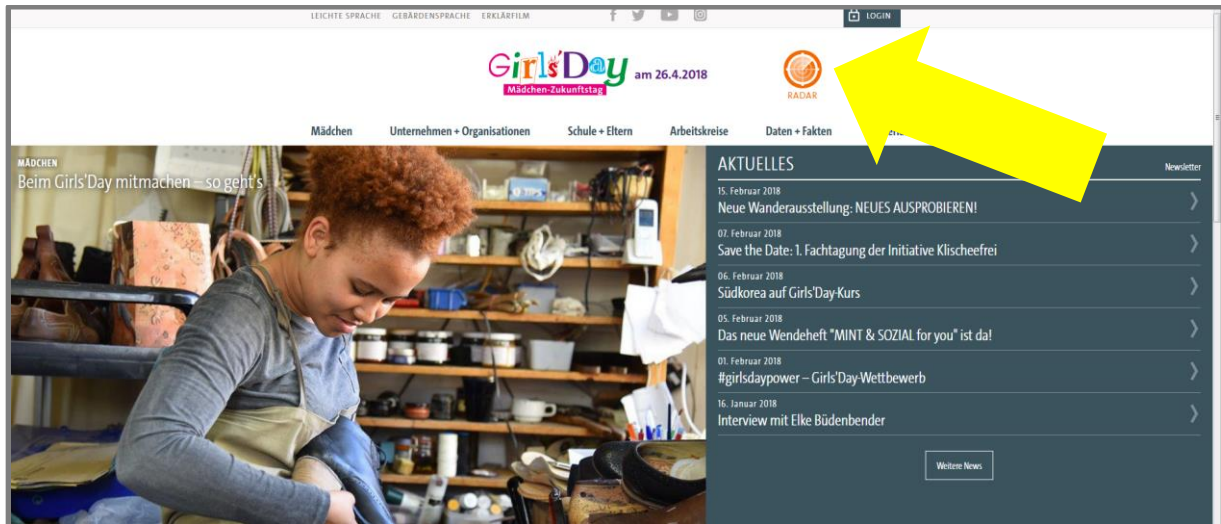 LEICHTE SPRACHE GEBÄRDENSPRACHE ERKLÄRFILM
LOGIN
Girls'Day am 26.4.2018
Mädchen-Zukunftstag
RADAR
Mädchen Unternehmen + Organisationen Schule + Eltern Arbeitskreise Daten + Fakten
MÄDCHEN
Beim Girls'Day mitmachen – so geht's
AKTUELLES
Newsletter
15. Februar 2018
Neue Wanderausstellung: NEUES AUSPROBIEREN!
07. Februar 2018
Save the Date: 1. Fachtagung der Initiative Klischeefrei
06. Februar 2018
Südkorea auf Girls'Day-Kurs
05. Februar 2018
Das neue Wendeheft "MINT & SOZIAL for you" ist da!
01. Februar 2018
#girlsdaypower – Girls'Day-Wettbewerb
16. Januar 2018
Interview mit Elke Büdenbender
Weitere News